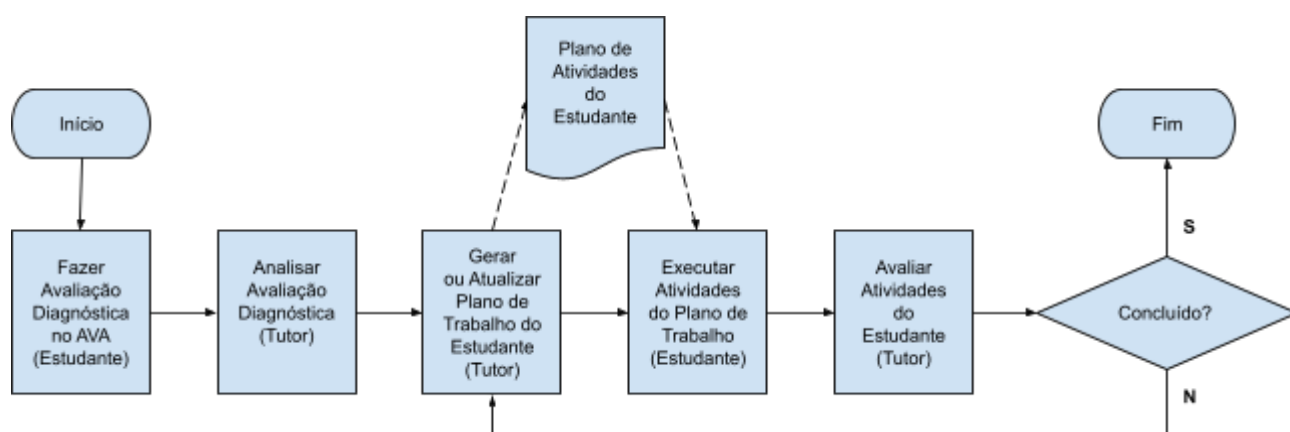 Início
Fazer
Avaliação
Diagnóstica
no AVA
(Estudante)
Analisar
Avaliação
Diagnóstica
(Tutor)
Gerar
ou Atualizar
Plano de
Trabalho do
Estudante
(Tutor)
Plano de
Atividades
do
Estudante
Executar
Atividades
do Plano de
Trabalho
(Estudante)
Avaliar
Atividades
do
Estudante
(Tutor)
Concluído?
S
Fim
N